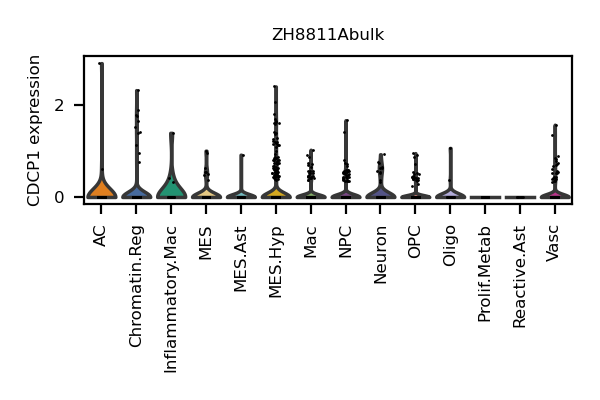 ZH8811Abulk
CDCP1 expression
2
0
AC
Chromatin.Reg
Inflammatory.Mac
MES
MES.Ast
MES.Hyp
Mac
NPC
Neuron
OPC
Oligo
Prolif.Metab
Reactive.Ast
Vasc